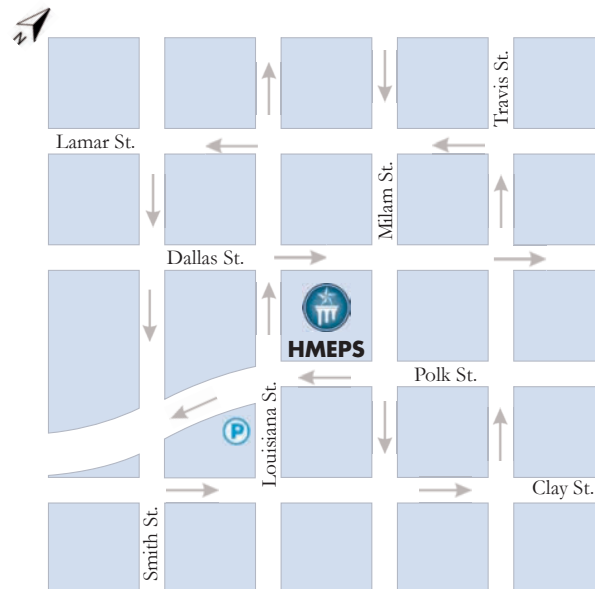 N
Travis St.
Lamar St.
Milam St.
Dallas St.
HMEPS
Polk St.
P
Louisiana St.
Clay St.
Smith St.